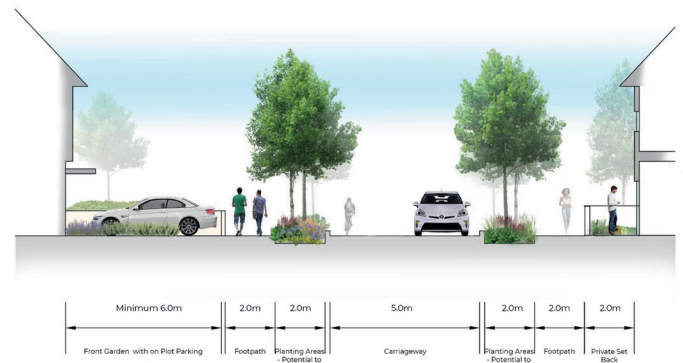 Minimum 6.0m
2.0m
2.0m
5.0m
2.0m
2.0m
2.0m
Front Garden with on Plot Parking
Footpath
Planting Areas
- Potential to
Carriageway
Planting Areas
- Potential to
Footpath
Private Set
Back